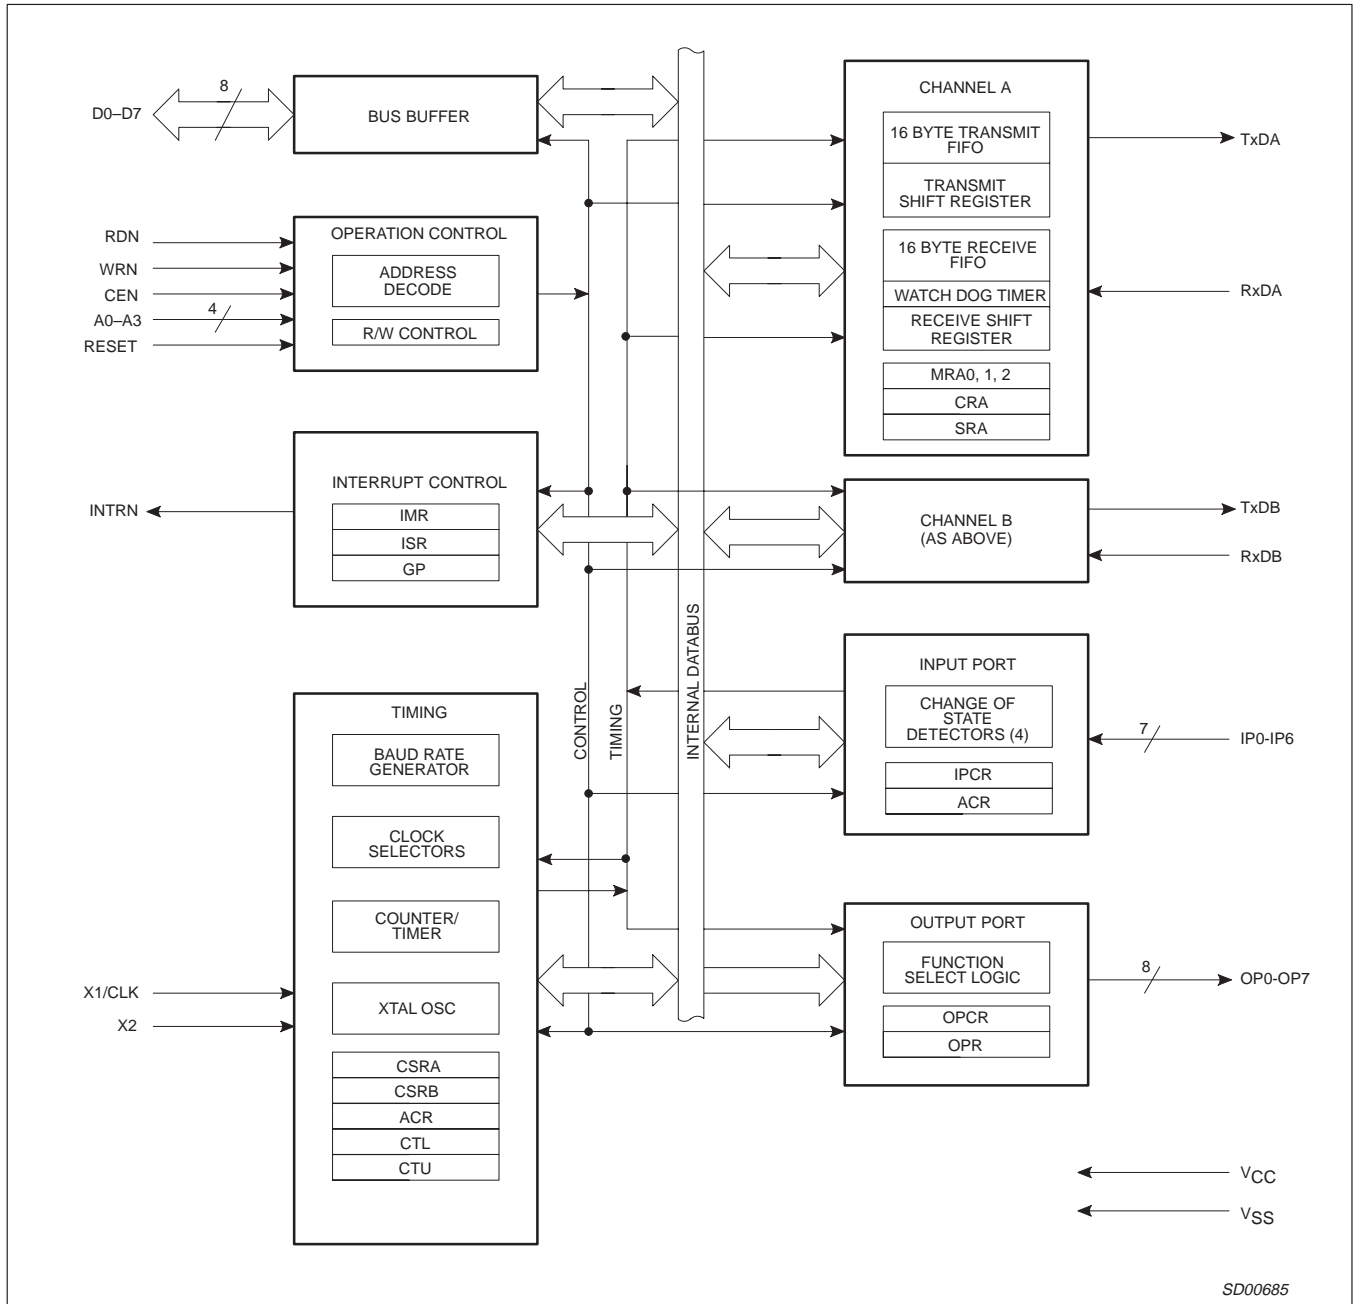 D0–D7
8
BUS BUFFER
RDN
WRN
CEN
A0–A3
4
RESET
OPERATION CONTROL
ADDRESS
DECODE
R/W CONTROL
INTRN
INTERRUPT CONTROL
IMR
ISR
GP
TIMING
BAUD RATE
GENERATOR
CLOCK
SELECTORS
COUNTER/
TIMER
X1/CLK
X2
XTAL OSC
CSRA
CSRB
ACR
CTL
CTU
CONTROL
TIMING
INTERNAL DATABUS
CHANNEL A
16 BYTE TRANSMIT
FIFO
TRANSMIT
SHIFT REGISTER
16 BYTE RECEIVE
FIFO
WATCH DOG TIMER
RECEIVE SHIFT
REGISTER
MRA0, 1, 2
CRA
SRA
TxDA
RxDA
CHANNEL B
(AS ABOVE)
TxDB
RxDB
INPUT PORT
CHANGE OF
STATE
DETECTORS (4)
IPCR
ACR
7
IP0-IP6
OUTPUT PORT
FUNCTION
SELECT LOGIC
OPCR
OPR
8
OP0-OP7
VCC
VSS
SD00685